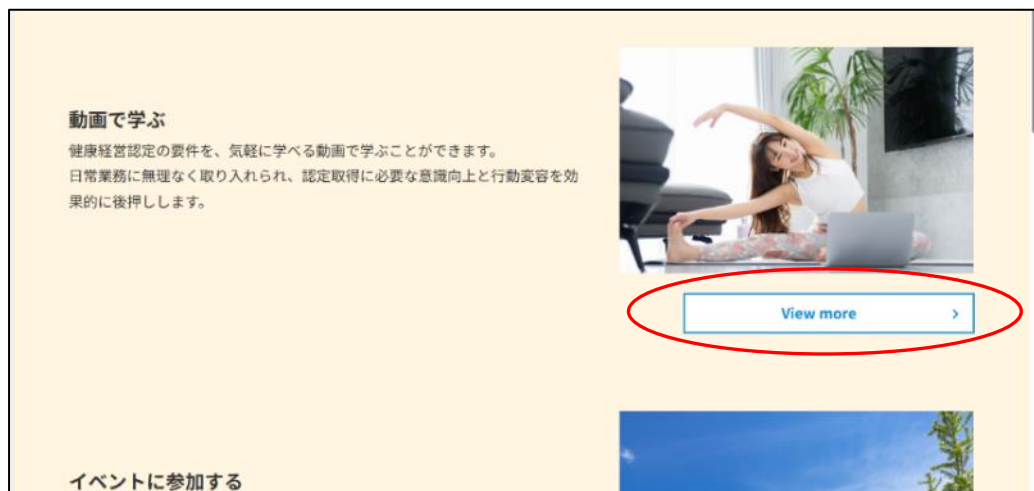 動画で学ぶ
健康経営認定の要件を、気軽に学べる動画で学ぶことができます。
日常業務に無理なく取り入れられ、認定取得に必要な意識向上と行動変容を効
果的に後押しします。
View more
イベントに参加する